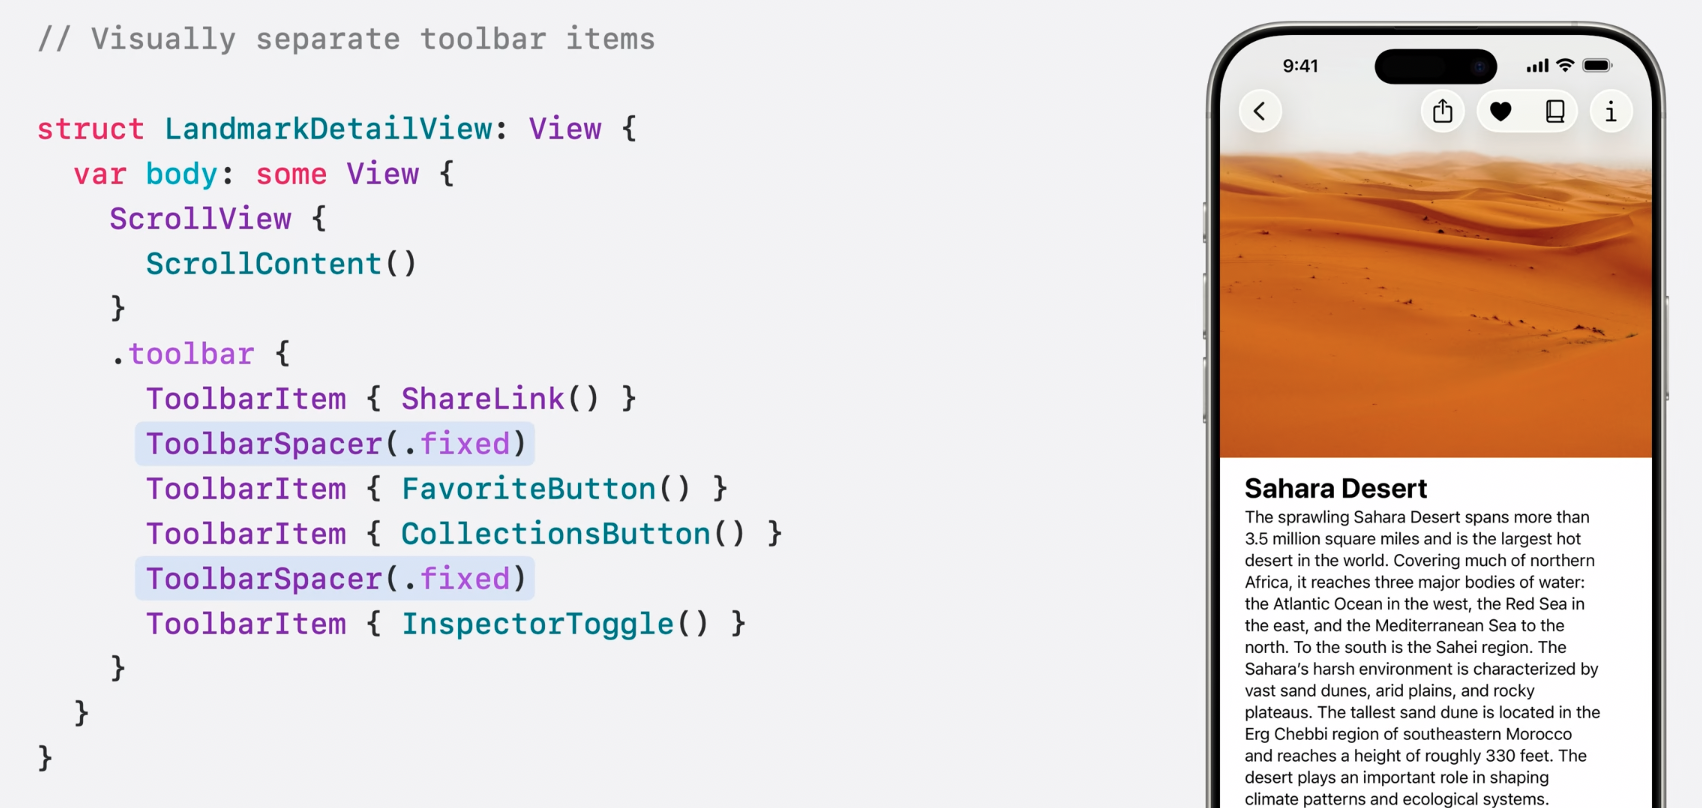 // Visually separate toolbar items
struct LandmarkDetailView: View {
  var body: some View {
    ScrollView {
      ScrollContent()
    }
    .toolbar {
      ToolbarItem { ShareLink() }
      ToolbarSpacer(.fixed)
      ToolbarItem { FavoriteButton() }
      ToolbarItem { CollectionsButton() }
      ToolbarSpacer(.fixed)
      ToolbarItem { InspectorToggle() }
    }
  }
}
9:41
Sahara Desert
The sprawling Sahara Desert spans more than
3.5 million square miles and is the largest hot
desert in the world. Covering much of northern
Africa, it reaches three major bodies of water:
the Atlantic Ocean in the west, the Red Sea in
the east, and the Mediterranean Sea to the
north. To the south is the Sahei region. The
Sahara's harsh environment is characterized by
vast sand dunes, arid plains, and rocky
plateaus. The tallest sand dune is located in the
Erg Chebbi region of southeastern Morocco
and reaches a height of roughly 330 feet. The
desert plays an important role in shaping
climate patterns and ecological systems.